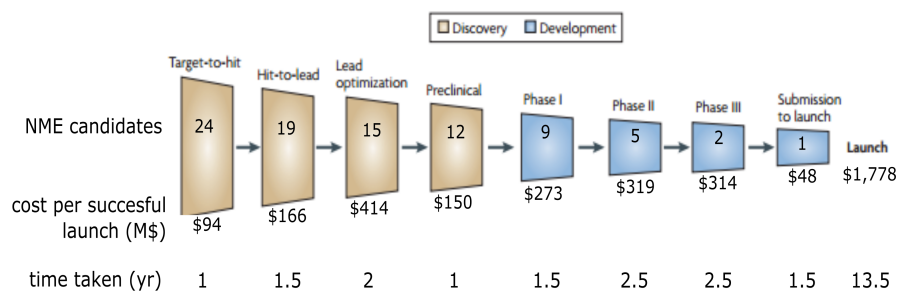 Discovery Development
Target-to-hit
Hit-to-lead
Lead
optimization
Preclinical
Phase I
Phase II
Phase III
Submission
to launch
NME candidates 24 19 15 12 9 5 2 1 Launch
cost per succesful
launch (M$) $94 $166 $414 $150 $273 $319 $314 $48 $1,778
time taken (yr) 1 1.5 2 1 1.5 2.5 2.5 1.5 13.5